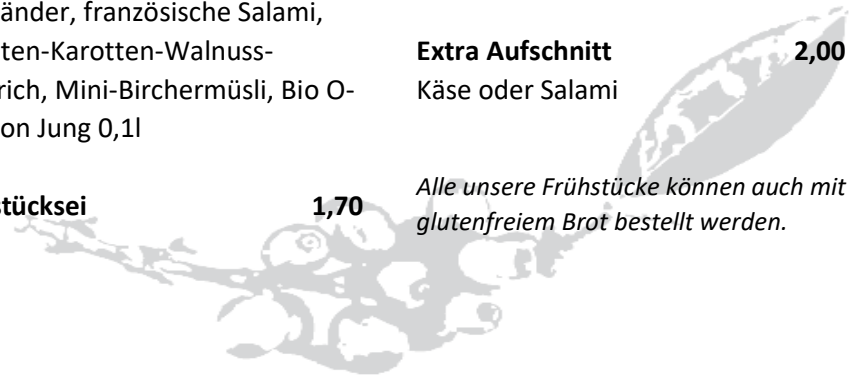 änder, französische Salami,
ten-Karotten-Walnuss-
rich, Mini-Birchermüsli, Bio O-
on Jung 0,1l
stücksei 1,70
Extra Aufschnitt 2,00
Käse oder Salami
Alle unsere Frühstücke können auch mit
glutenfreiem Brot bestellt werden.